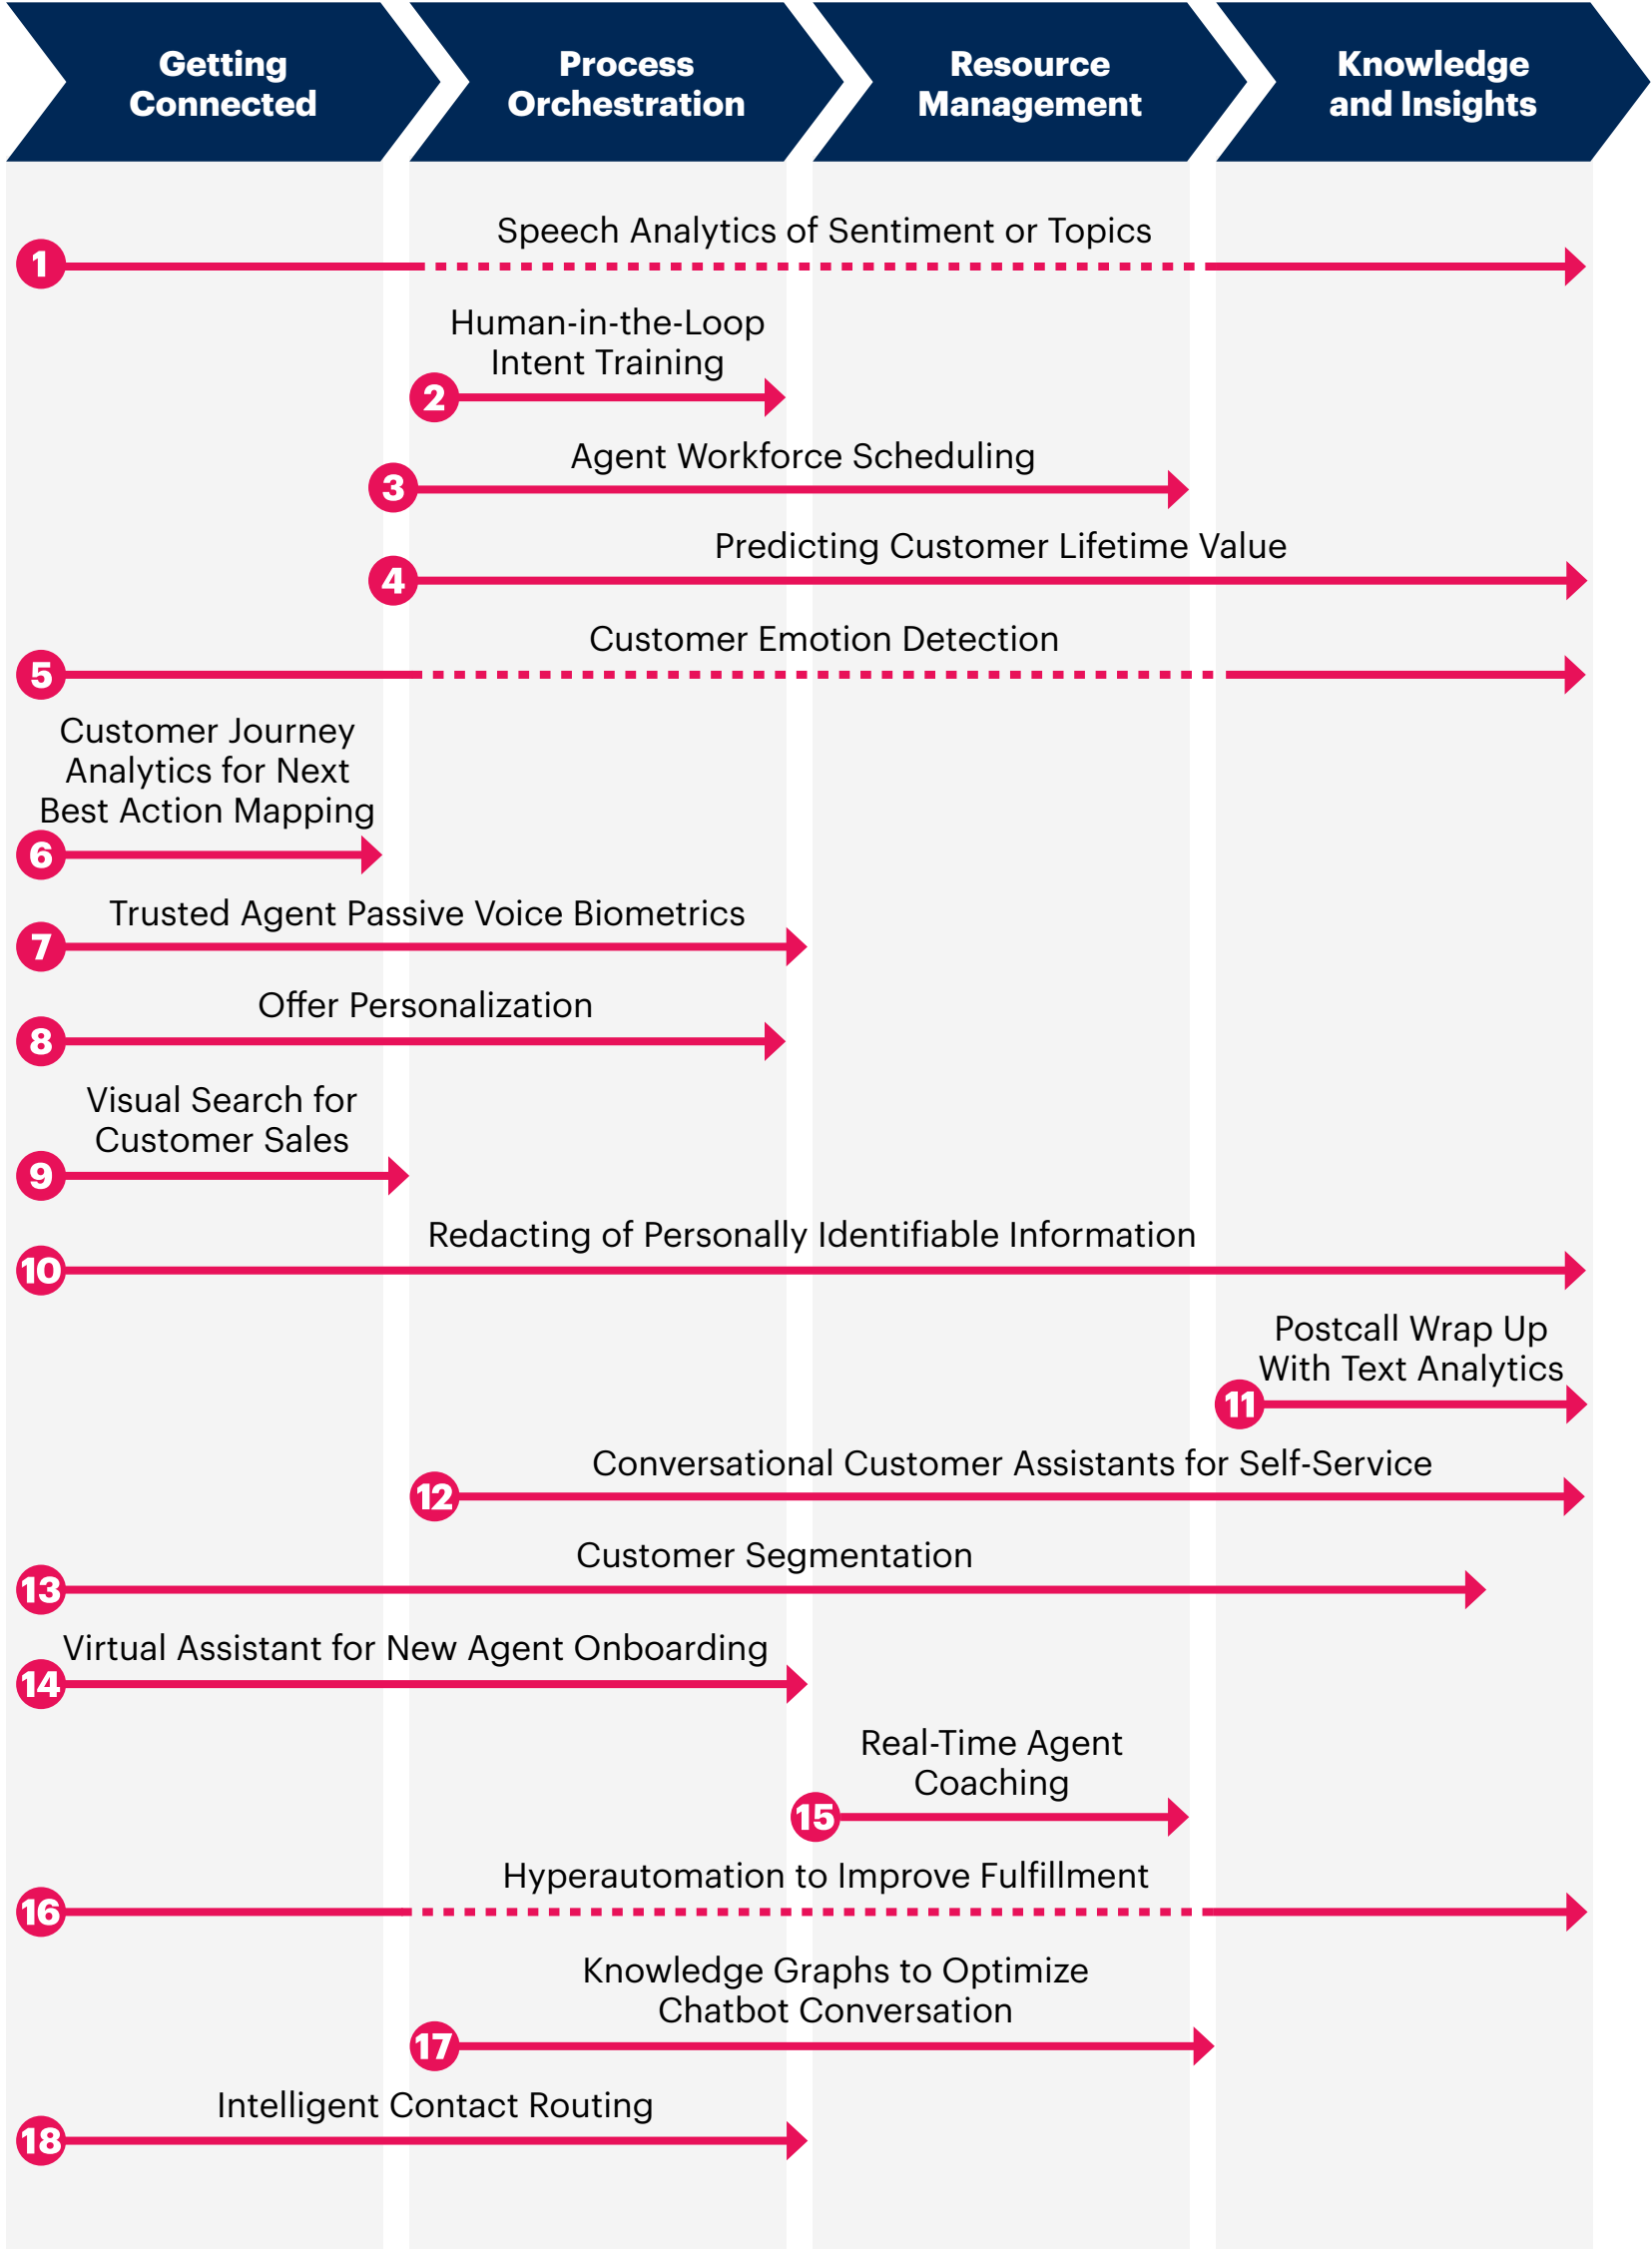 Getting
Connected
Process
Orchestration
Resource
Management
Knowledge
and Insights
Speech Analytics of Sentiment or Topics
1
Human-in-the-Loop
Intent Training
2
Agent Workforce Scheduling
3
Predicting Customer Lifetime Value
4
Customer Emotion Detection
5
Customer Journey
Analytics for Next
Best Action Mapping
6
Trusted Agent Passive Voice Biometrics
7
Offer Personalization
8
Visual Search for
Customer Sales
9
Redacting of Personally Identifiable Information
10
Postcall Wrap Up
With Text Analytics
11
Conversational Customer Assistants for Self-Service
12
Customer Segmentation
13
Virtual Assistant for New Agent Onboarding
14
Real-Time Agent
Coaching
15
Hyperautomation to Improve Fulfillment
16
Knowledge Graphs to Optimize
Chatbot Conversation
17
Intelligent Contact Routing
18